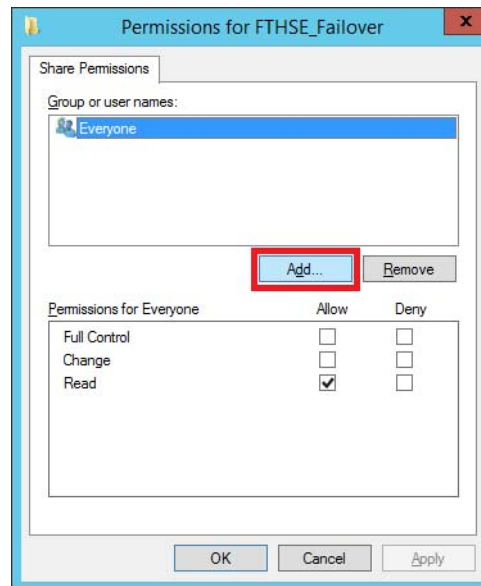 Permissions for FTHSE_Failover
x
Share Permissions
Group or user names:
Everyone
Add... Remove
Permissions for Everyone Allow Deny
Full Control
Change
Read
OK Cancel Apply